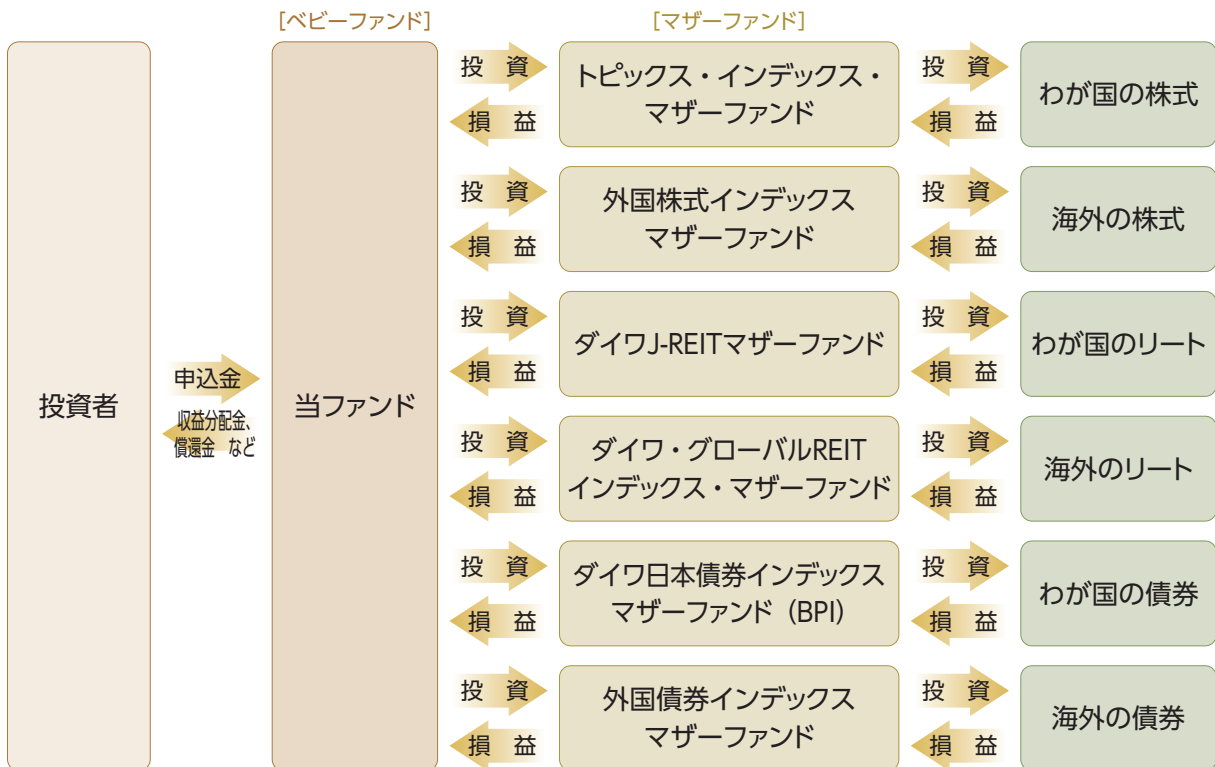 [ベビーファンド]
[マザーファンド]
投資者
申込金
収益分配金、
償還金 など
当ファンド
投 資
損 益
トピックス・インデックス・
マザーファンド
投 資
損 益
わが国の株式
投 資
損 益
外国株式インデックス
マザーファンド
投 資
損 益
海外の株式
投 資
損 益
ダイワJ-REITマザーファンド
投 資
損 益
わが国のリート
投 資
損 益
ダイワ・グローバルREIT
インデックス・マザーファンド
投 資
損 益
海外のリート
投 資
損 益
ダイワ日本債券インデックス
マザーファンド（BPI）
投 資
損 益
わが国の債券
投 資
損 益
外国債券インデックス
マザーファンド
投 資
損 益
海外の債券